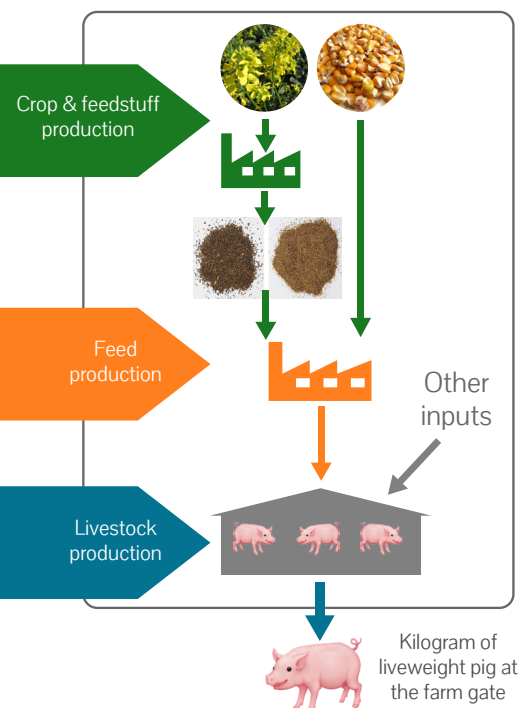 Crop & feedstuff
production
Feed
production
Other
inputs
Livestock
production
Kilogram of
liveweight pig at
the farm gate